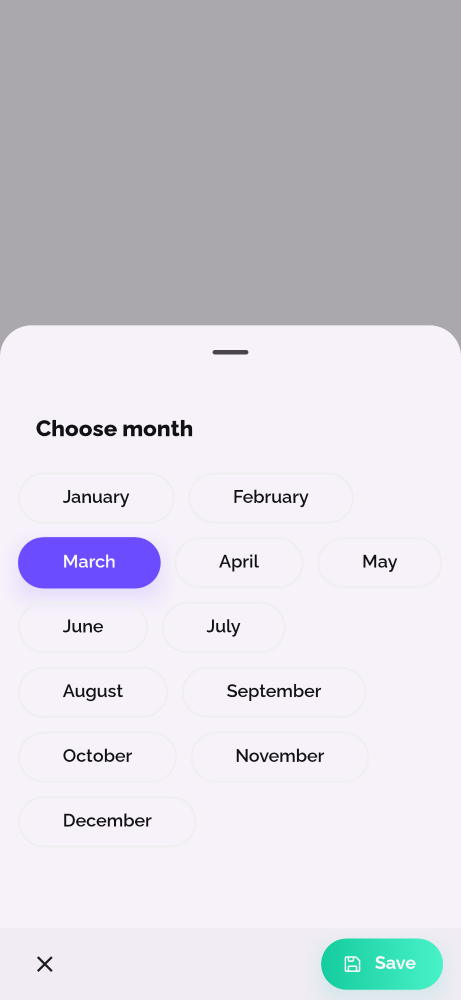 Choose month
January February
March April May
June July
August September
October November
December
Save